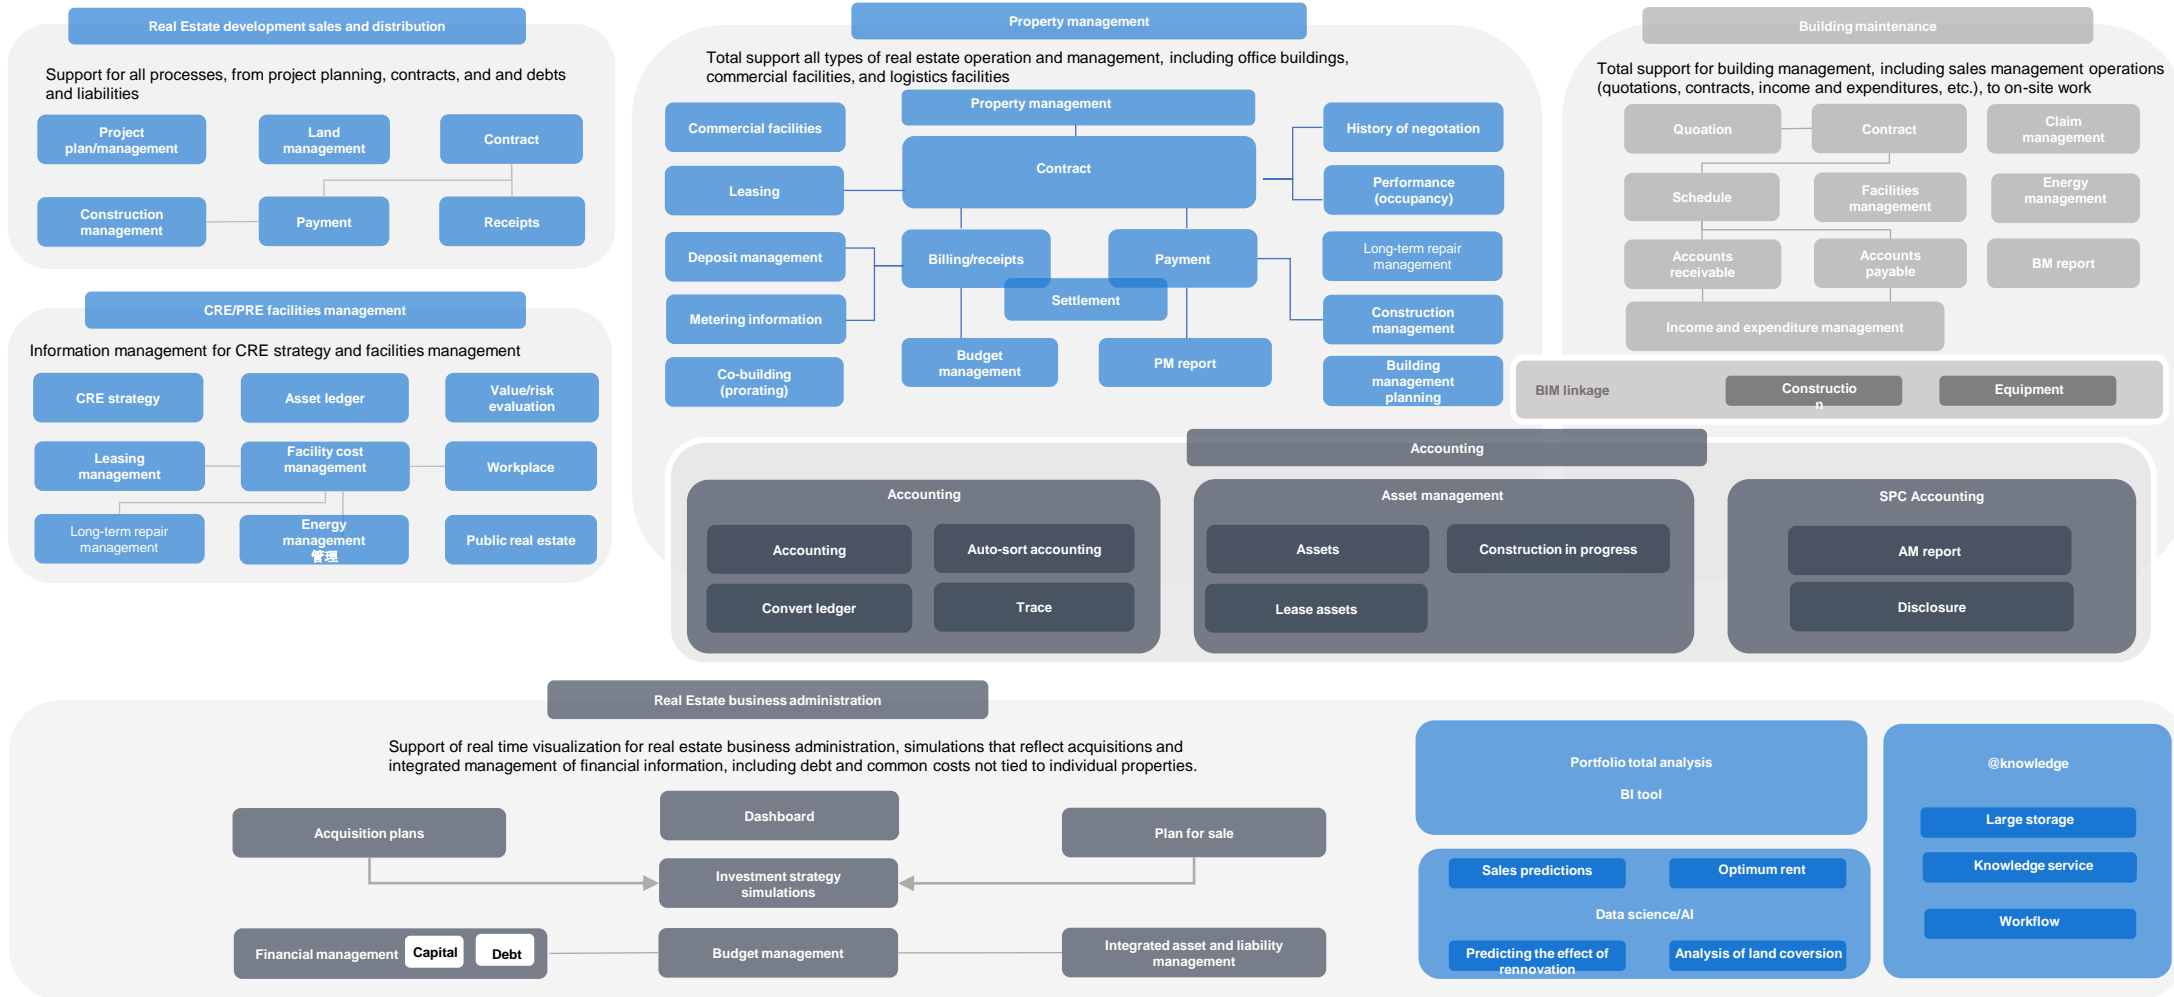 Real Estate development sales and distribution
Support for all processes, from project planning, contracts, and and debts
and liabilities
Project
plan/management
Land
management
Contract
Construction
management
Payment
Receipts
CRE/PRE facilities management
Information management for CRE strategy and facilities management
CRE strategy
Asset ledger
Value/risk
evaluation
Leasing
management
Facility cost
management
Workplace
Long-term repair
management
Energy
management
管理
Public real estate
Property management
Total support all types of real estate operation and management, including office buildings,
commercial facilities, and logistics facilities
Commercial facilities
Property management
History of negotation
Contract
Leasing
Performance
(occupancy)
Deposit management
Billing/receipts
Payment
Long-term repair
management
Settlement
Metering information
Construction
management
Co-building
(prorating)
Budget
management
PM report
Building
management
planning
Building maintenance
Total support for building management, including sales management operations
(quotations, contracts, income and expenditures, etc.), to on-site work
Quoation
Contract
Claim
management
Schedule
Facilities
management
Energy
management
Accounts
receivable
Accounts
payable
BM report
Income and expenditure management
BIM linkage
Constructio
n
Equipment
Accounting
Accounting
Accounting
Auto-sort accounting
Convert ledger
Trace
Asset management
Assets
Construction in progress
Lease assets
SPC Accounting
AM report
Disclosure
Real Estate business administration
Support of real time visualization for real estate business administration, simulations that reflect acquisitions and
integrated management of financial information, including debt and common costs not tied to individual properties.
Acquisition plans
Dashboard
Plan for sale
Investment strategy
simulations
Financial management
Capital
Debt
Budget management
Integrated asset and liability
management
Portfolio total analysis
BI tool
Sales predictions
Optimum rent
Data science/AI
Predicting the effect of
rennovation
Analysis of land coversion
@knowledge
Large storage
Knowledge service
Workflow